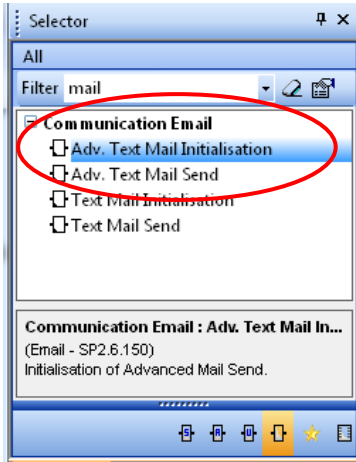 Selector
All
Filter mail
Communication Email
Adv. Text Mail Initialisation
Adv. Text Mail Send
Text Mail Initialisation
Text Mail Send
Communication Email : Adv. Text Mail In...
(Email - SP2.6.150)
Initialisation of Advanced Mail Send.
S R U